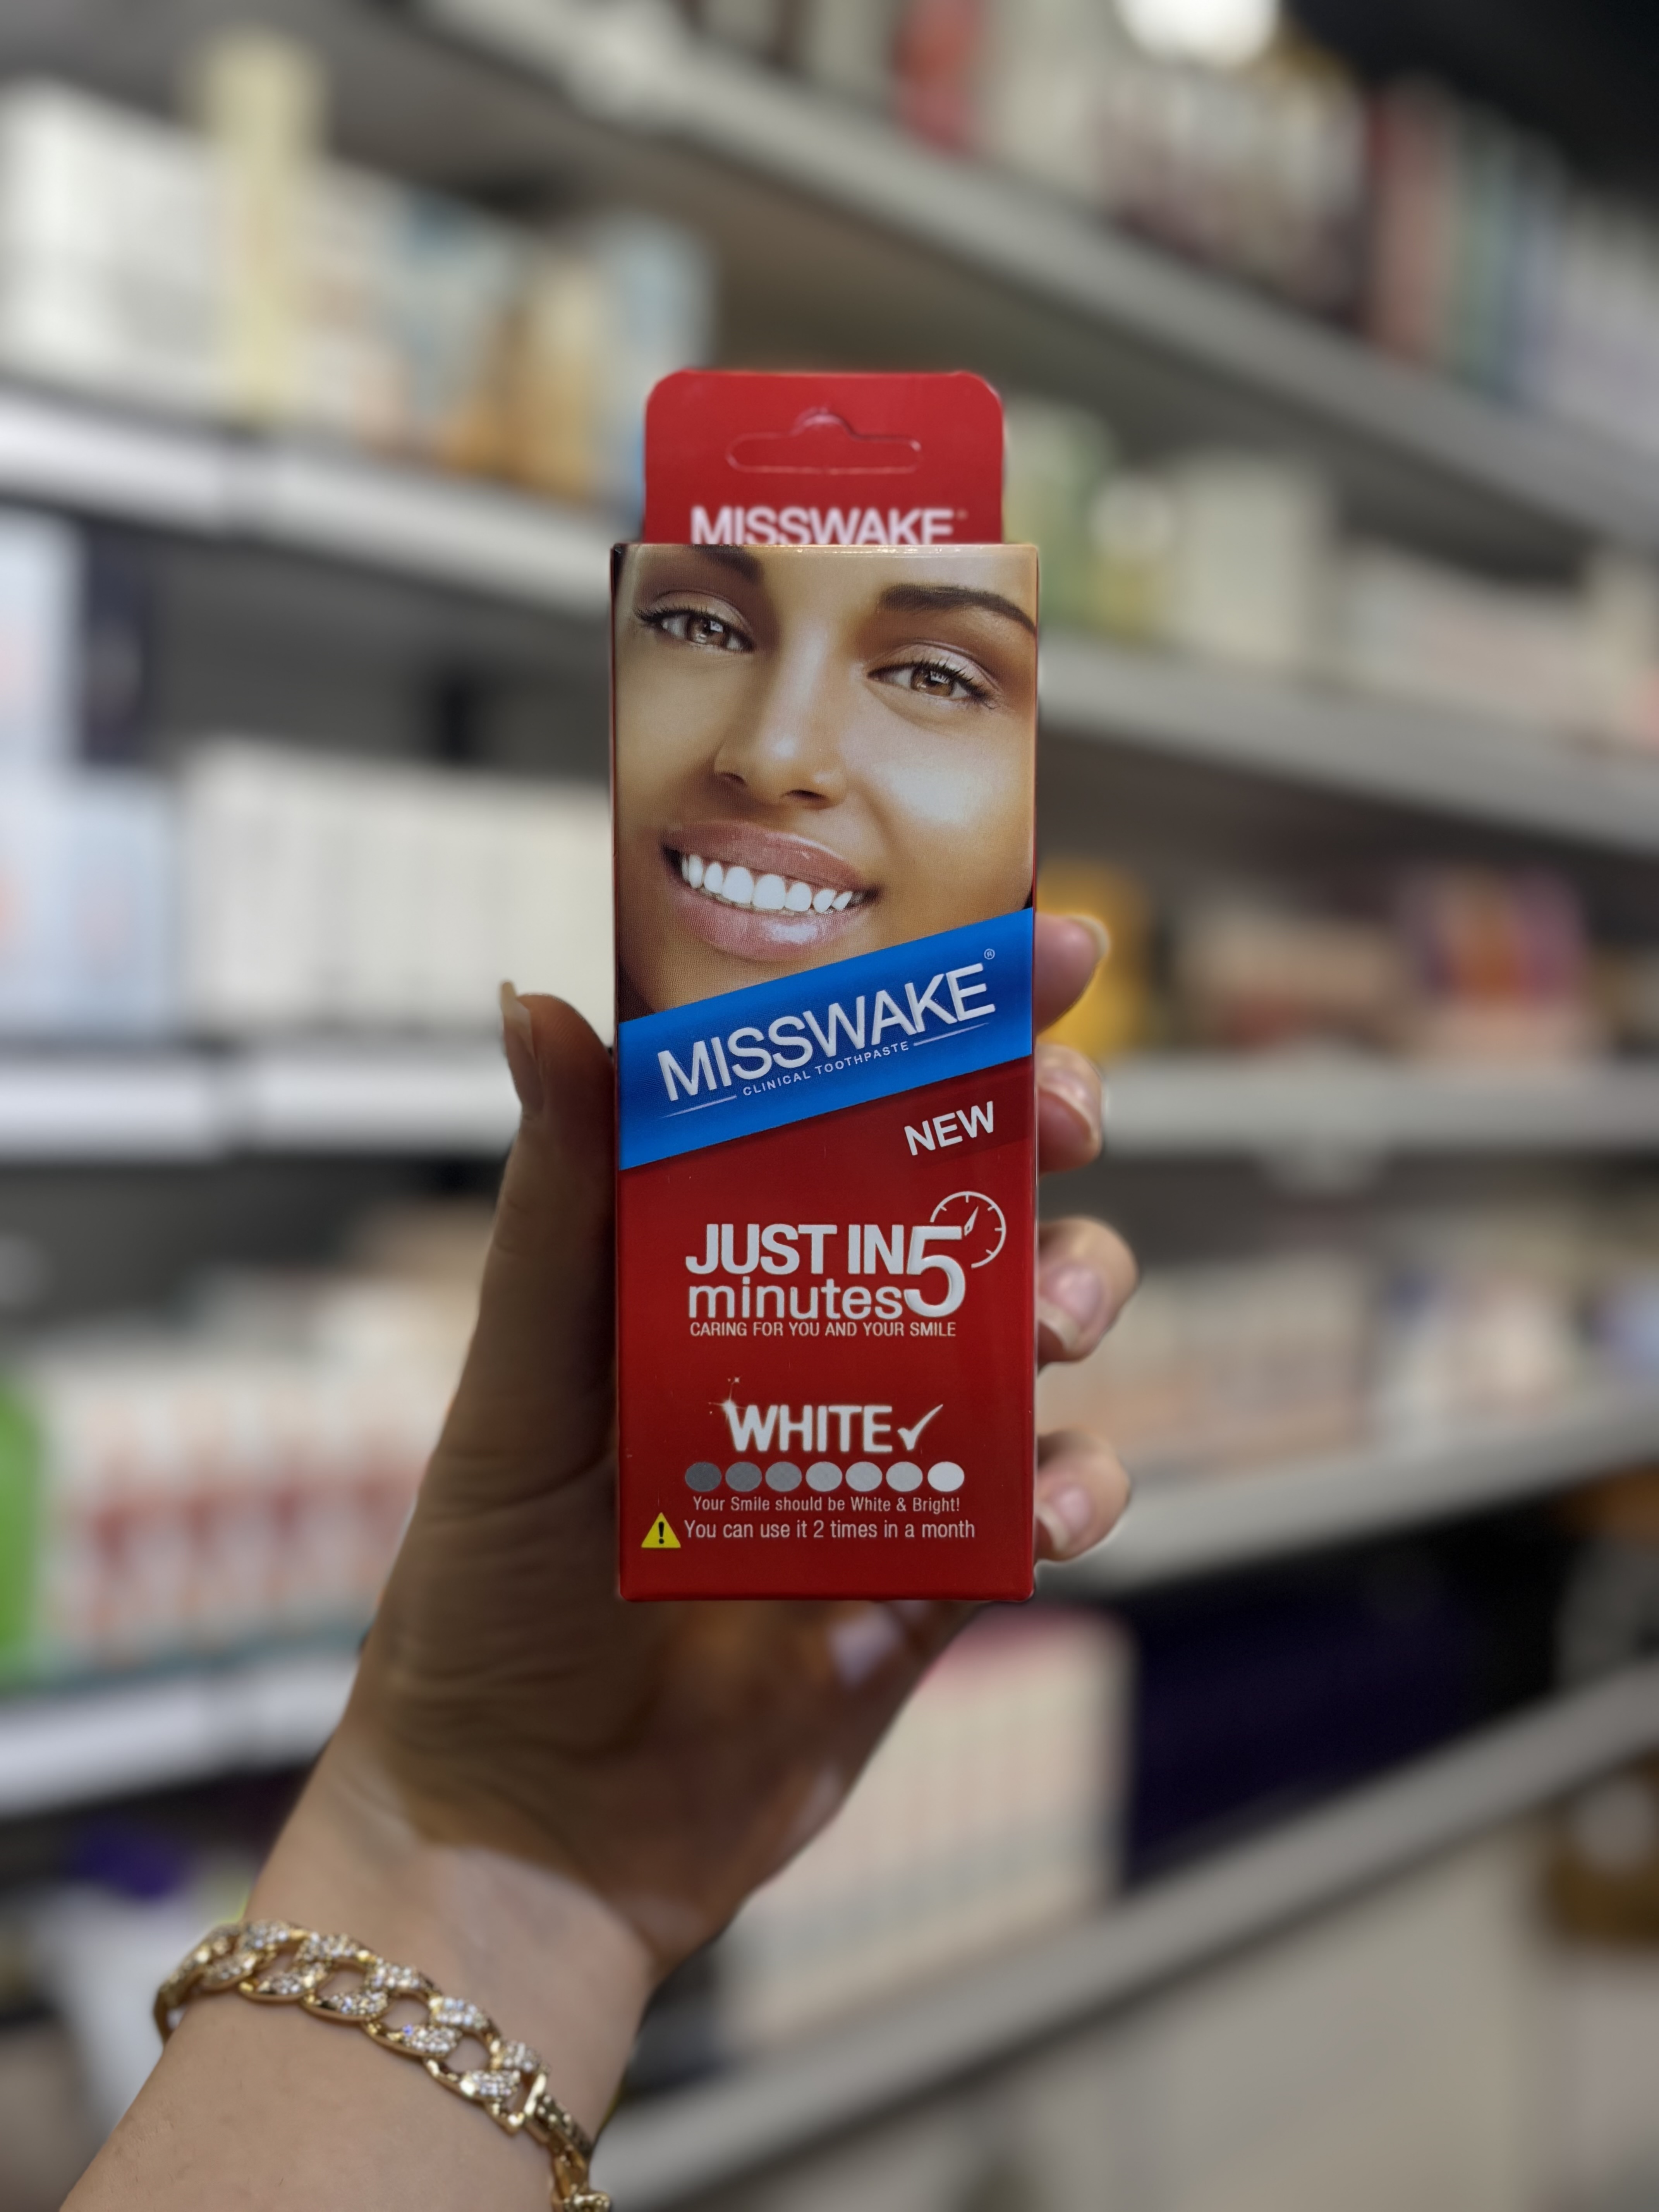 MISSWAKE
MISSWAKE®
CLINICAL TOOTHPASTE
NEW
JUST IN 5
minutes
CARING FOR YOU AND YOUR SMILE
WHITE✓
Your Smile should be White & Bright!
You can use it 2 times in a month